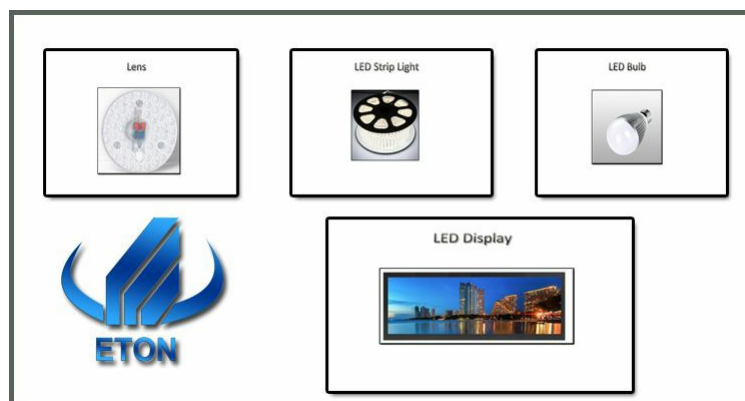 Lens
LED Strip Light
LED Bulb
LED Display
ETON